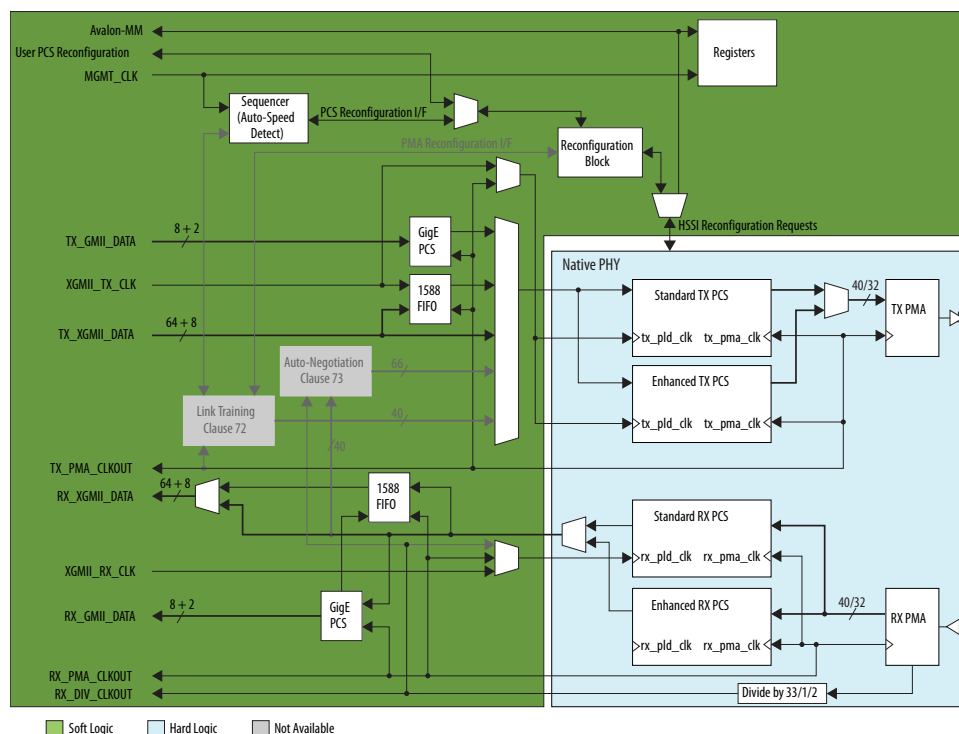 Avalon-MM
User PCS Reconfiguration
MGMT_CLK
Registers
Sequencer
(Auto-Speed
Detect)
PCS Reconfiguration I/F
PMA Reconfiguration I/F
Reconfiguration
Block
HSSI Reconfiguration Requests
TX_GMII_DATA
8 + 2
GigE
PCS
XGMII_TX_CLK
1588
FIFO
TX_XGMII_DATA
64 + 8
Auto-Negotiation
Clause 73
66
Link Training
Clause 72
40
40
TX_PMA_CLKOUT
RX_XGMII_DATA
64 + 8
1588
FIFO
XGMII_RX_CLK
RX_GMII_DATA
8 + 2
GigE
PCS
RX_PMA_CLKOUT
RX_DIV_CLKOUT
Native PHY
Standard TX PCS
tx_pld_clk tx_pma_clk
40/32
TX PMA
Enhanced TX PCS
tx_pld_clk tx_pma_clk
Standard RX PCS
rx_pld_clk rx_pma_clk
Enhanced RX PCS
rx_pld_clk rx_pma_clk
40/32
RX PMA
Divide by 33/1/2
Soft Logic
Hard Logic
Not Available